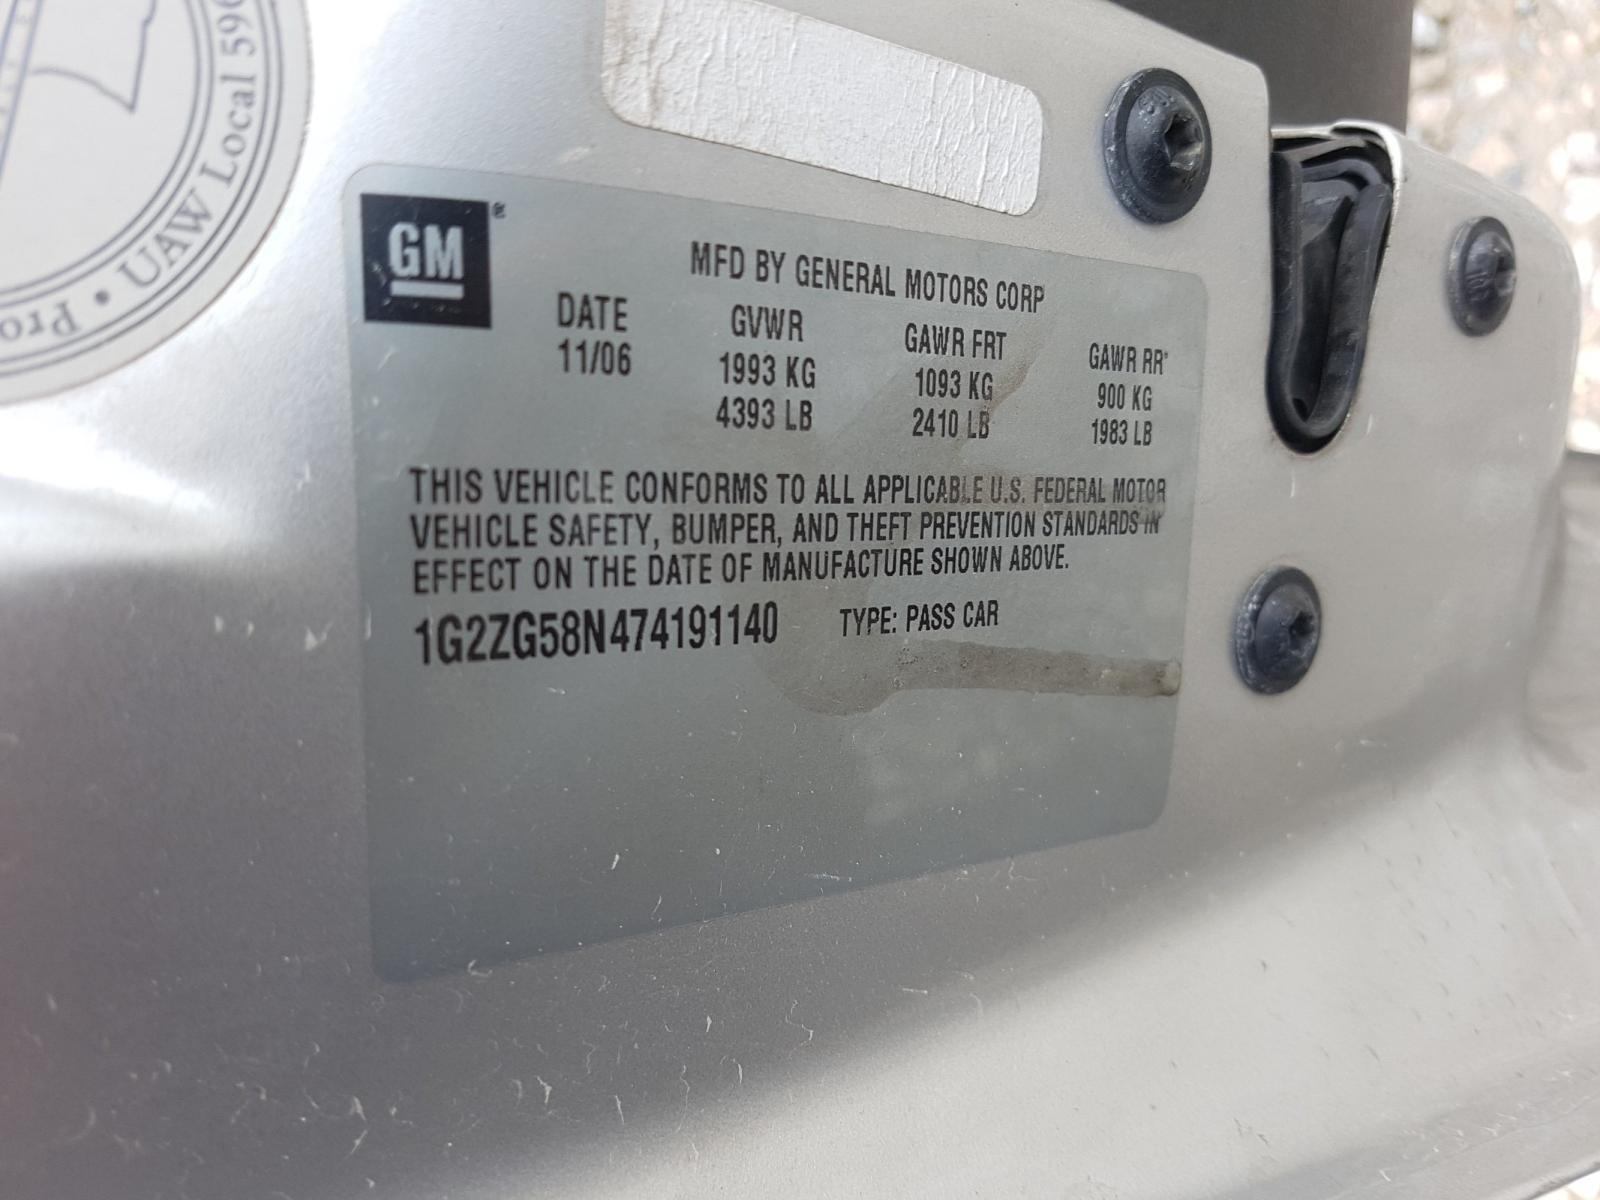 Pro
• UAW Local 596
GM
MFD BY GENERAL MOTORS CORP
DATE GVWR GAWR FRT GAWR RR
11/06 1993 KG 1093 KG 900 KG
4393 LB 2410 LB 1983 LB
THIS VEHICLE CONFORMS TO ALL APPLICABLE U.S. FEDERAL MOTOR
VEHICLE SAFETY, BUMPER, AND THEFT PREVENTION STANDARDS IN
EFFECT ON THE DATE OF MANUFACTURE SHOWN ABOVE.
1G2ZG58N474191140 TYPE: PASS CAR